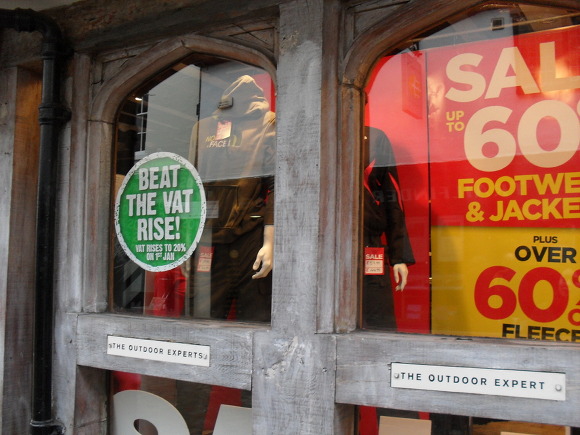 BEAT
THE VAT
RISE!
VAT RISES TO 20%
ON 1ST JAN
SALE
THE OUTDOOR EXPERTS
SAL
UP
TO
60
FOOTWE
& JACKE
PLUS
OVER
60%
FLEECE
SALE
THE OUTDOOR EXPERT